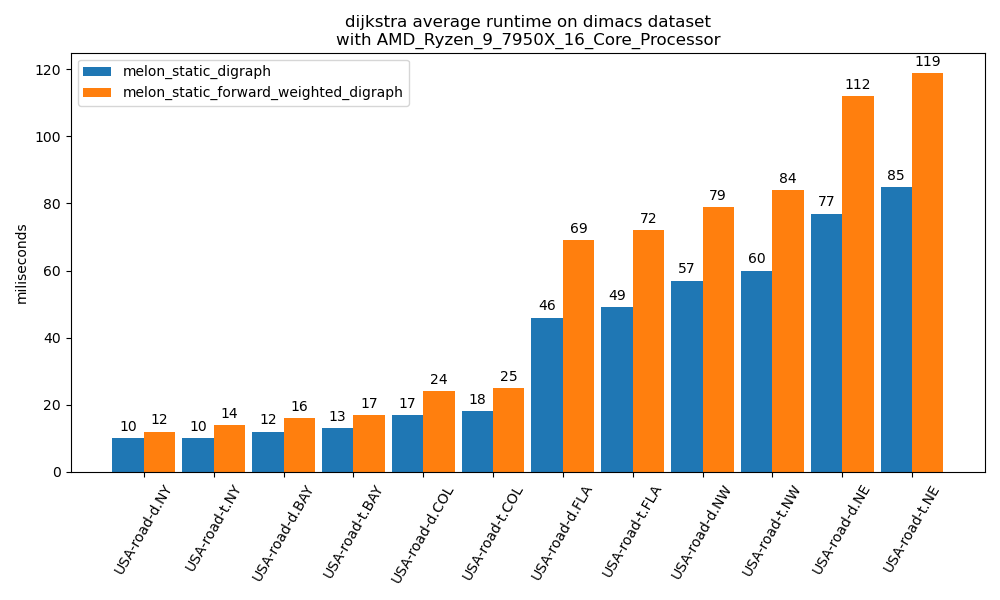 dijkstra average runtime on dimacs dataset
with AMD_Ryzen_9_7950X_16_Core_Processor
melon_static_digraph
melon_static_forward_weighted_digraph
miliseconds
120
100
80
60
40
20
0
10
12
10
14
12
16
13
17
17
24
18
25
46
69
49
72
57
79
60
84
77
112
85
119
USA-road-d.NY
USA-road-t.NY
USA-road-d.BAY
USA-road-t.BAY
USA-road-d.COL
USA-road-t.COL
USA-road-d.FLA
USA-road-t.FLA
USA-road-d.NW
USA-road-t.NW
USA-road-d.NE
USA-road-t.NE